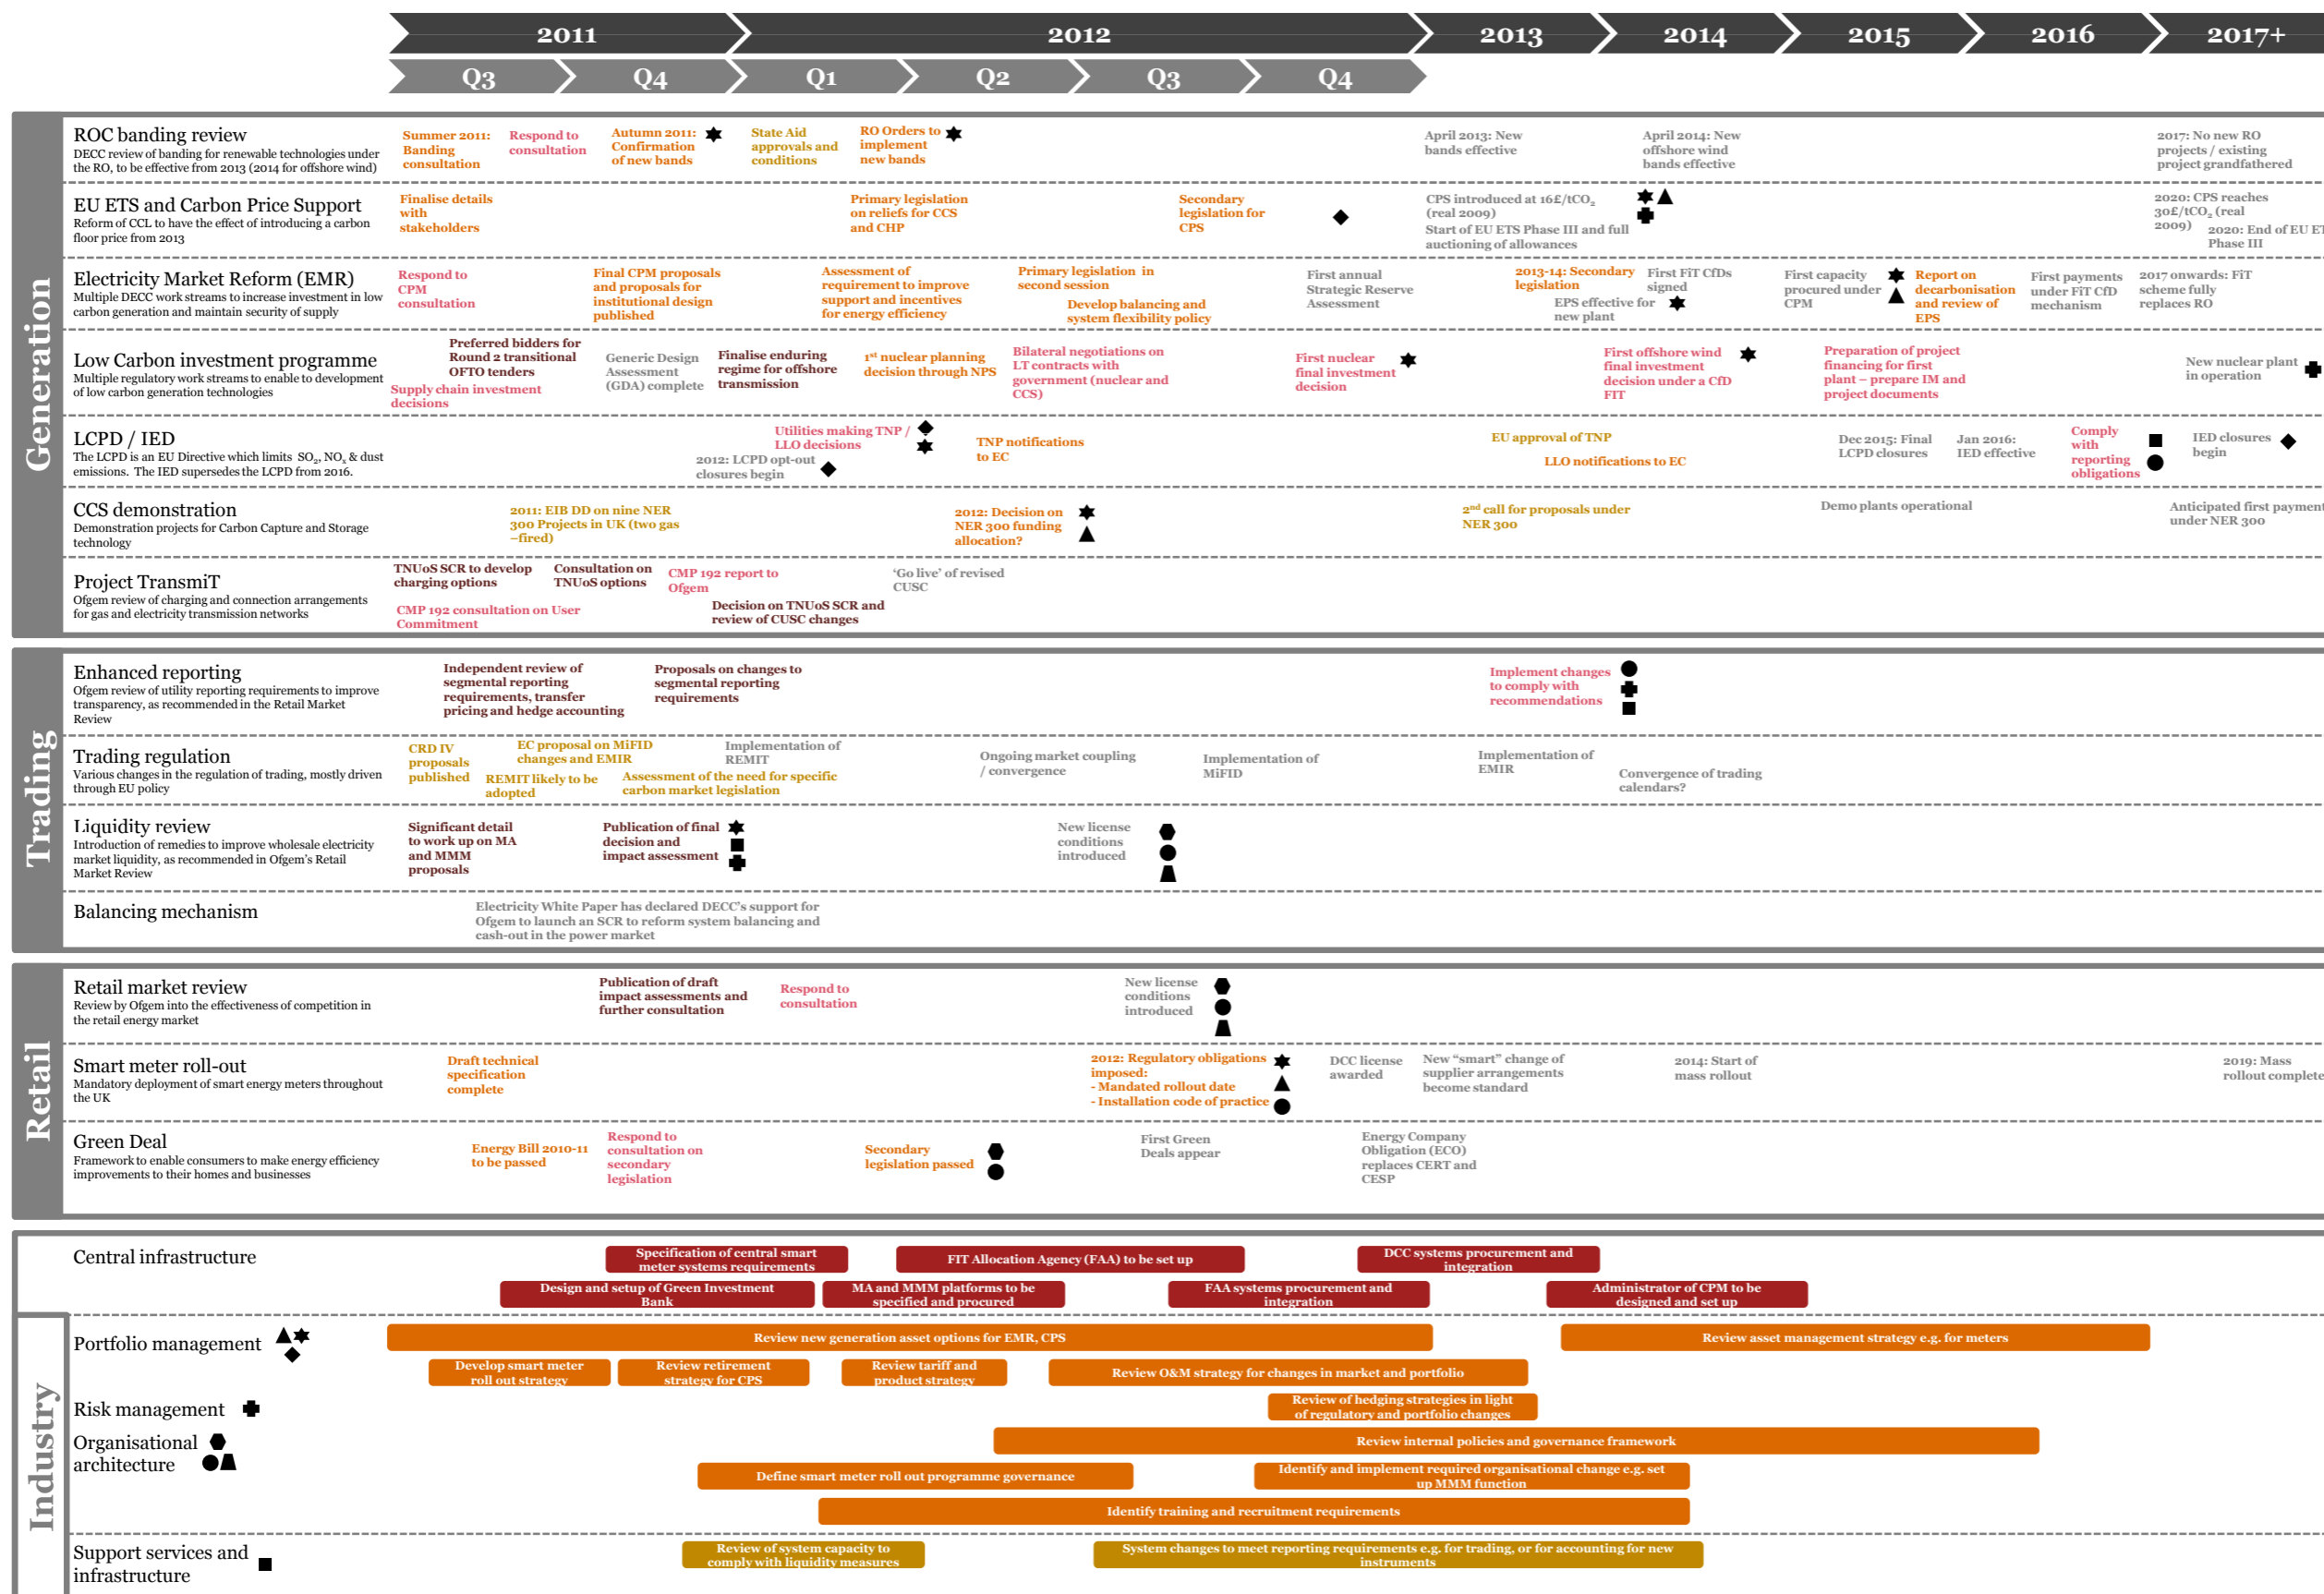 2011
2012
2013
2014
2015
2016
2017+
Q3
Q4
Q1
Q2
Q3
Q4
Generation
ROC banding review
DECC review of banding for renewable technologies under
the RO, to be effective from 2013 (2014 for offshore wind)
Summer 2011:
Banding
consultation
Respond to
consultation
Autumn 2011:
Confirmation
of new bands
State Aid
approvals and
conditions
RO Orders to
implement
new bands
April 2013: New
bands effective
April 2014: New
offshore wind
bands effective
2017: No new RO
projects / existing
project grandfathered
EU ETS and Carbon Price Support
Reform of CCL to have the effect of introducing a carbon
floor price from 2013
Finalise details
with
stakeholders
Primary legislation
on reliefs for CCS
and CHP
Secondary
legislation for
CPS
CPS introduced at 16£/tCO2
(real 2009)
Start of EU ETS Phase III and full
auctioning of allowances
2020: CPS reaches
30£/tCO2 (real
2009)
2020: End of EU ET
Phase III
Electricity Market Reform (EMR)
Multiple DECC work streams to increase investment in low
carbon generation and maintain security of supply
Respond to
CPM
consultation
Final CPM proposals
and proposals for
institutional design
published
Assessment of
requirement to improve
support and incentives
for energy efficiency
Primary legislation in
second session
Develop balancing and
system flexibility policy
First annual
Strategic Reserve
Assessment
2013-14: Secondary
legislation
EPS effective for
new plant
First FiT CfDs
signed
First capacity
procured under
CPM
Report on
decarbonisation
and review of
EPS
First payments
under FiT CfD
mechanism
2017 onwards: FiT
scheme fully
replaces RO
Low Carbon investment programme
Multiple regulatory work streams to enable to development
of low carbon generation technologies
Preferred bidders for
Round 2 transitional
OFTO tenders
Supply chain investment
decisions
Generic Design
Assessment
(GDA) complete
Finalise enduring
regime for offshore
transmission
1st nuclear planning
decision through NPS
Bilateral negotiations on
LT contracts with
government (nuclear and
CCS)
First nuclear
final investment
decision
First offshore wind
final investment
decision under a CfD
FIT
Preparation of project
financing for first
plant – prepare IM and
project documents
New nuclear plant
in operation
LCPD / IED
The LCPD is an EU Directive which limits SO2, NOx & dust
emissions. The IED supersedes the LCPD from 2016.
Utilities making TNP /
LLO decisions
2012: LCPD opt-out
closures begin
TNP notifications
to EC
EU approval of TNP
LLO notifications to EC
Dec 2015: Final
LCPD closures
Jan 2016:
IED effective
Comply
with
reporting
obligations
IED closures
begin
CCS demonstration
Demonstration projects for Carbon Capture and Storage
technology
2011: EIB DD on nine NER
300 Projects in UK (two gas
–fired)
2012: Decision on
NER 300 funding
allocation?
2nd call for proposals under
NER 300
Demo plants operational
Anticipated first payment
under NER 300
Project TransmiT
Ofgem review of charging and connection arrangements
for gas and electricity transmission networks
TNUoS SCR to develop
charging options
CMP 192 consultation on User
Commitment
Consultation on
TNUoS options
CMP 192 report to
Ofgem
Decision on TNUoS SCR and
review of CUSC changes
‘Go live’ of revised
CUSC
Trading
Enhanced reporting
Ofgem review of utility reporting requirements to improve
transparency, as recommended in the Retail Market
Review
Independent review of
segmental reporting
requirements, transfer
pricing and hedge accounting
Proposals on changes to
segmental reporting
requirements
Implement changes
to comply with
recommendations
Trading regulation
Various changes in the regulation of trading, mostly driven
through EU policy
CRD IV
proposals
published
EC proposal on MiFID
changes and EMIR
REMIT likely to be
adopted
Implementation of
REMIT
Assessment of the need for specific
carbon market legislation
Ongoing market coupling
/ convergence
Implementation of
MiFID
Implementation of
EMIR
Convergence of trading
calendars?
Liquidity review
Introduction of remedies to improve wholesale electricity
market liquidity, as recommended in Ofgem's Retail
Market Review
Significant detail
to work up on MA
and MMM
proposals
Publication of final
decision and
impact assessment
New license
conditions
introduced
Balancing mechanism
Electricity White Paper has declared DECC's support for
Ofgem to launch an SCR to reform system balancing and
cash-out in the power market
Retail
Retail market review
Review by Ofgem into the effectiveness of competition in
the retail energy market
Publication of draft
impact assessments and
further consultation
Respond to
consultation
New license
conditions
introduced
Smart meter roll-out
Mandatory deployment of smart energy meters throughout
the UK
Draft technical
specification
complete
2012: Regulatory obligations
imposed:
- Mandated rollout date
- Installation code of practice
DCC license
awarded
New “smart” change of
supplier arrangements
become standard
2014: Start of
mass rollout
2019: Mass
rollout complete
Green Deal
Framework to enable consumers to make energy efficiency
improvements to their homes and businesses
Energy Bill 2010-11
to be passed
Respond to
consultation on
secondary
legislation
Secondary
legislation passed
First Green
Deals appear
Energy Company
Obligation (ECO)
replaces CERT and
CESP
Central infrastructure
Specification of central smart
meter systems requirements
FIT Allocation Agency (FAA) to be set up
DCC systems procurement and
integration
Design and setup of Green Investment
Bank
MA and MMM platforms to be
specified and procured
FAA systems procurement and
integration
Administrator of CPM to be
designed and set up
Industry
Portfolio management
Review new generation asset options for EMR, CPS
Review asset management strategy e.g. for meters
Develop smart meter
roll out strategy
Review retirement
strategy for CPS
Review tariff and
product strategy
Review O&M strategy for changes in market and portfolio
Risk management
Review of hedging strategies in light
of regulatory and portfolio changes
Organisational
architecture
Review internal policies and governance framework
Define smart meter roll out programme governance
Identify and implement required organisational change e.g. set
up MMM function
Identify training and recruitment requirements
Support services and
infrastructure
Review of system capacity to
comply with liquidity measures
System changes to meet reporting requirements e.g. for trading, or for accounting for new
instruments